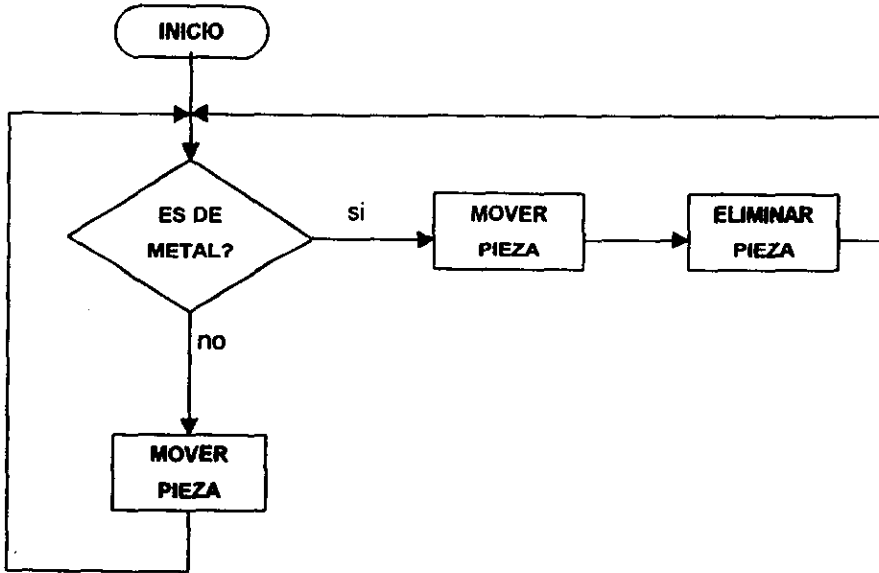 INICIO
ES DE
METAL?
si
MOVER
PIEZA
ELIMINAR
PIEZA
no
MOVER
PIEZA